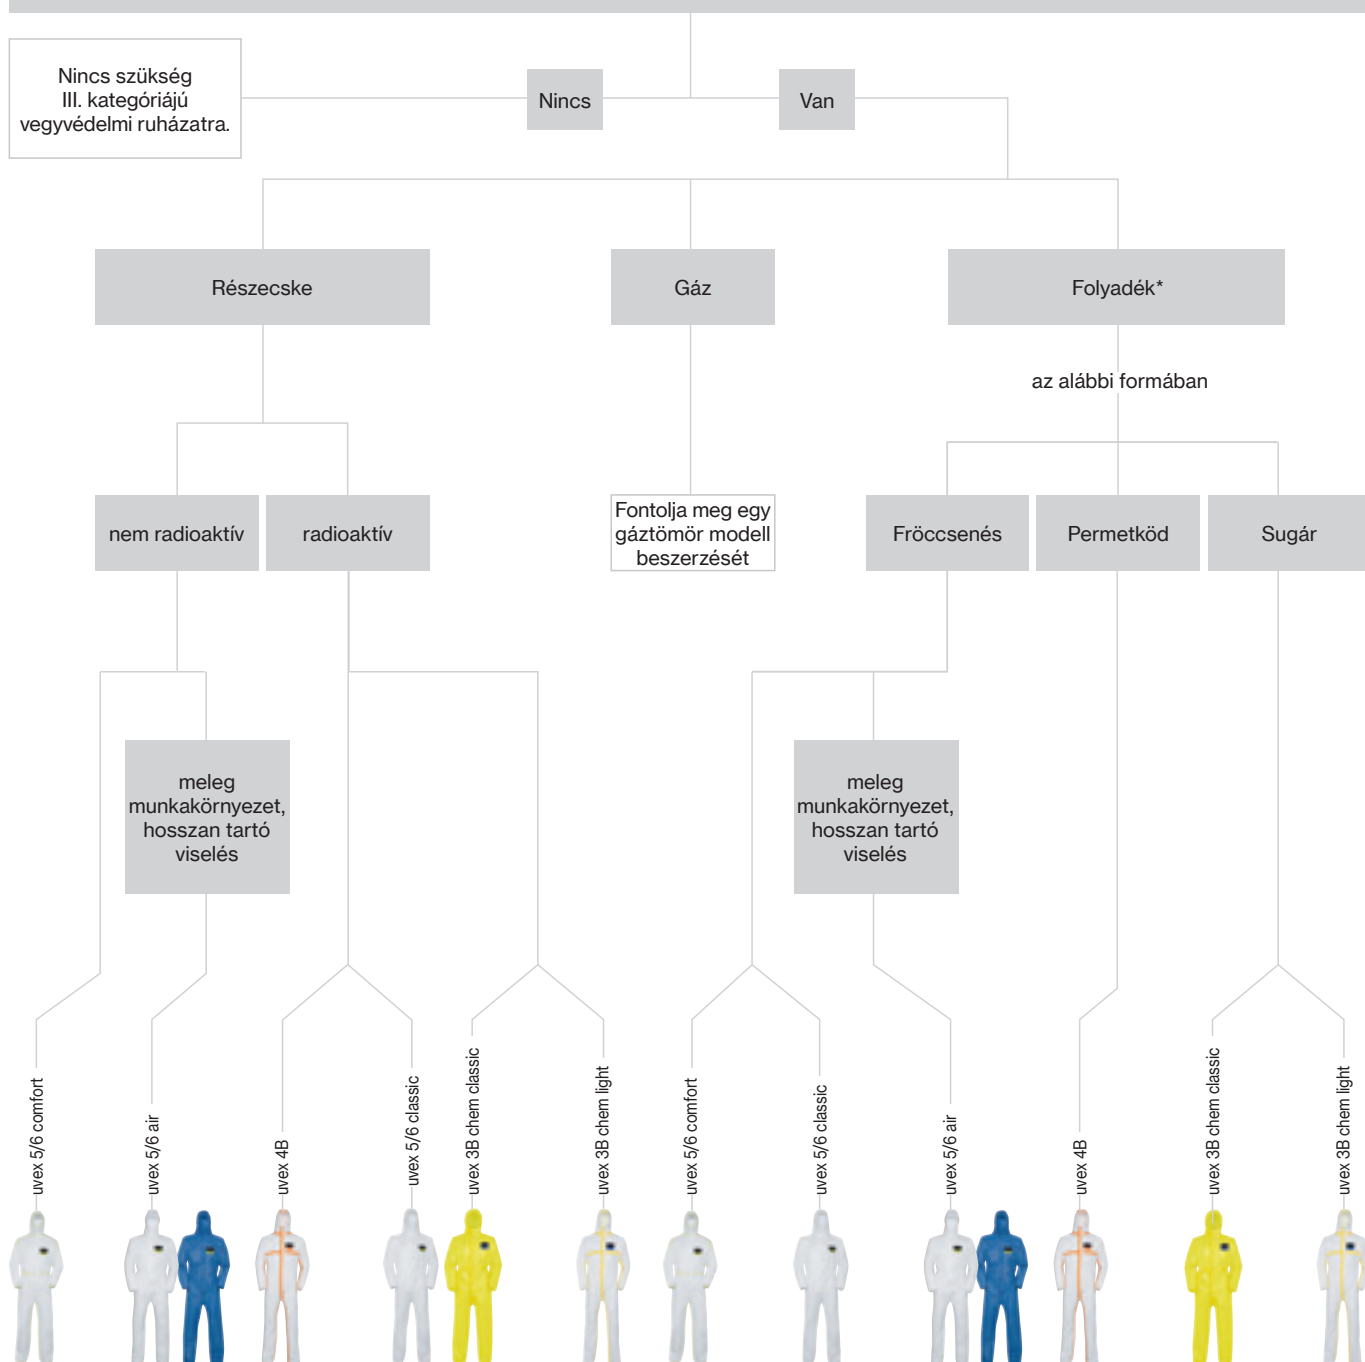 Nincs szükség
III. kategóriájú
vegyvédelmi ruházatra.
Nincs
Van
Részecske
Gáz
Folyadék*
az alábbi formában
nem radioaktív
radioaktív
Fontolja meg egy
gáztömör modell
beszerzését
Fröccsenés
Permetköd
Sugár
meleg
munkakörnyezet,
hosszan tartó
viselés
meleg
munkakörnyezet,
hosszan tartó
viselés
uvex 5/6 comfort
uvex 5/6 air
uvex 4B
uvex 5/6 classic
uvex 3B chem classic
uvex 3B chem light
uvex 5/6 comfort
uvex 5/6 classic
uvex 5/6 air
uvex 4B
uvex 3B chem classic
uvex 3B chem light